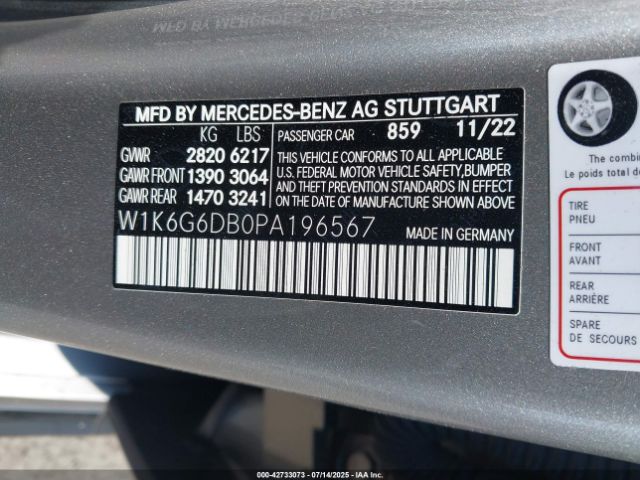 MFD BY MERCEDES-BENZ AG STUTTGART
KG LBS
PASSENGER CAR 859 11/22
GVWR 2820 6217
GAWR FRONT 1390 3064
GAWR REAR 1470 3241
THIS VEHICLE CONFORMS TO ALL APPLICABLE
U.S. FEDERAL MOTOR VEHICLE SAFETY, BUMPER
AND THEFT PREVENTION STANDARDS IN EFFECT
ON THE DATE OF MANUFACTURE SHOWN ABOVE.
W1K6G6DB0PA196567
MADE IN GERMANY
The combine
Le poids total de
TIRE
PNEU
FRONT
AVANT
REAR
ARRIÈRE
SPARE
DE SECOURS
00-42733073 - 07/14/2025 - IAA Inc.